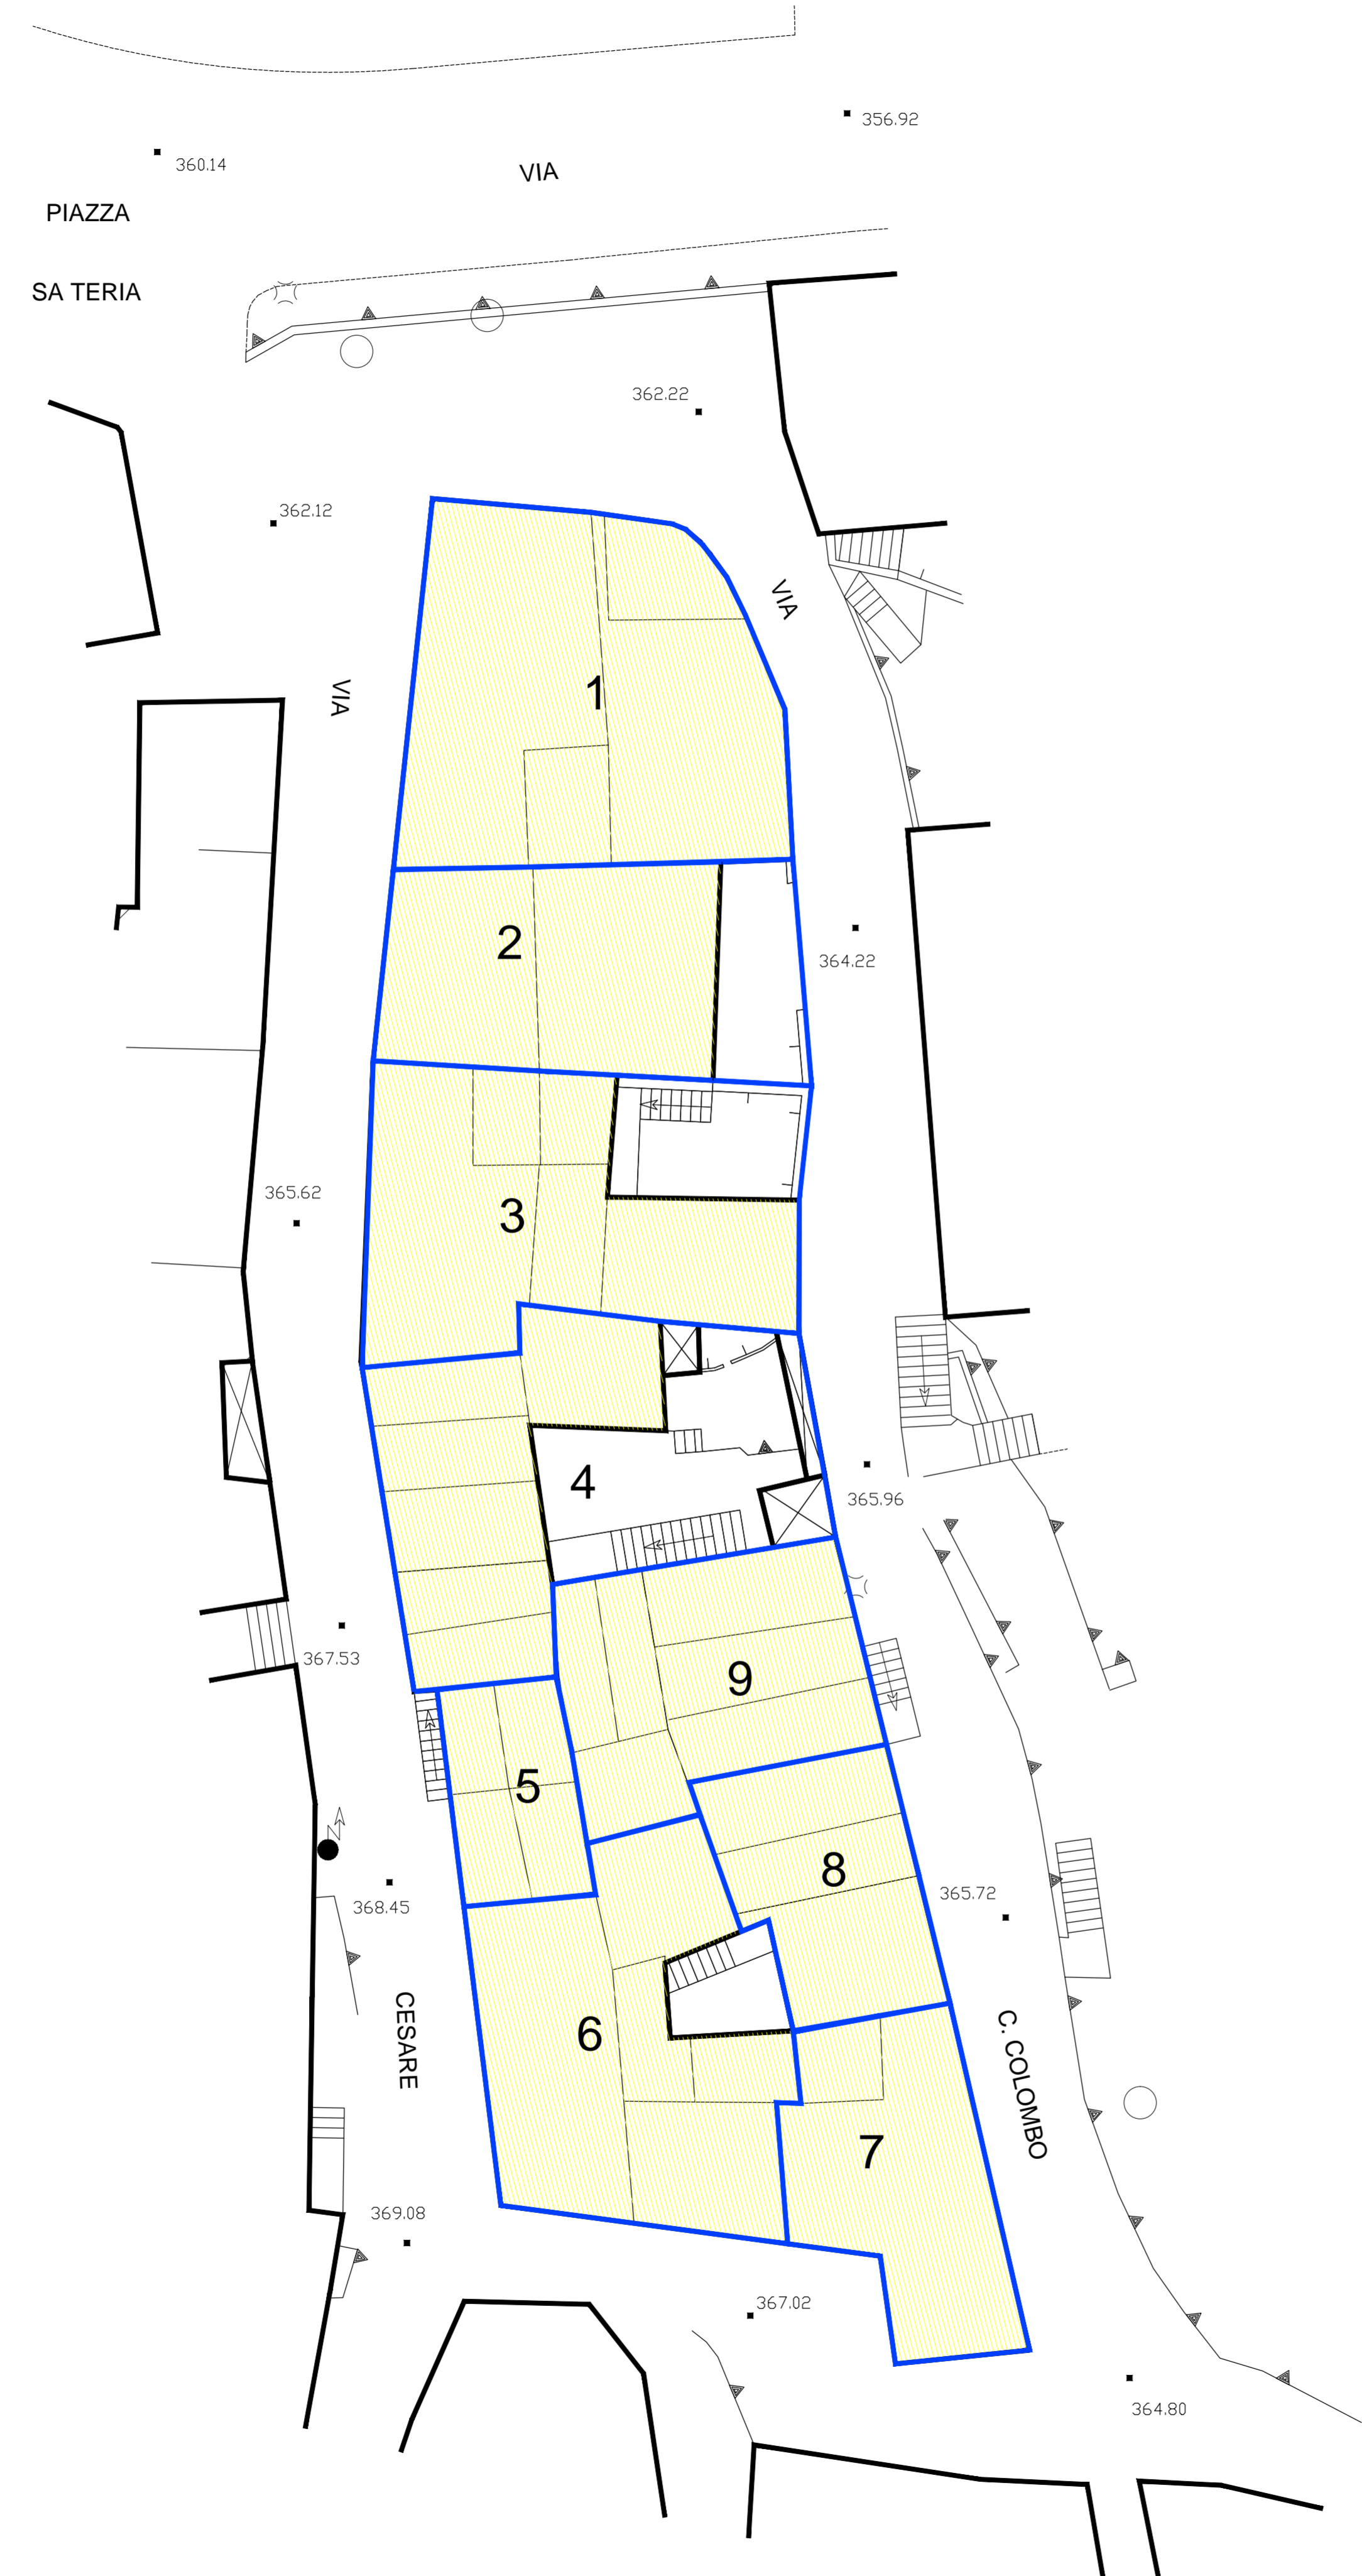 356.92
360.14
VIA
PIAZZA
SA TERIA
362.22
362.12
VIA
VIA
1
2
364.22
365.62
3
4
365.96
367.53
9
5
N
8
368.45
365.72
CESARE
6
C. COLOMBO
7
369.08
367.02
364.80